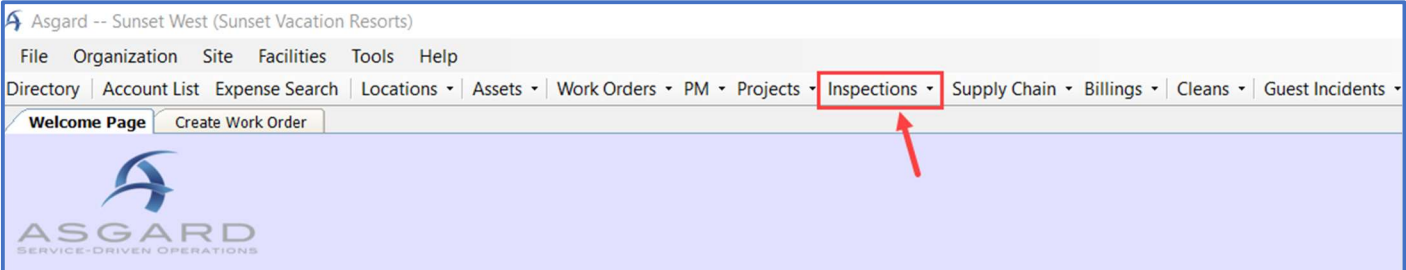 Asgard -- Sunset West (Sunset Vacation Resorts)
File Organization Site Facilities Tools Help
Directory Account List Expense Search Locations Assets Work Orders PM Projects Inspections Supply Chain Billings Cleans Guest Incidents
Welcome Page Create Work Order
ASGARD
SERVICE-DRIVEN OPERATIONS